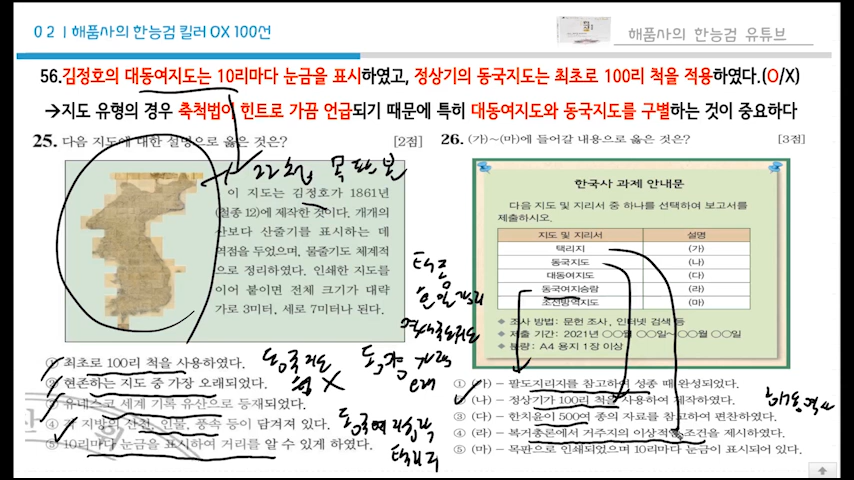 02 | 해품사의 한능검 킬러 OX 100선
해품사의 한능검 유튜브
56.김정호의 대동여지도는 10리마다 눈금을 표시하였고, 정상기의 동국지도는 최초로 100리 척을 적용하였다.(O/X)
→지도 유형의 경우 축척법이 힌트로 가끔 언급되기 때문에 특히 대동여지도와 동국지도를 구별하는 것이 중요하다
25. 다음 지도에 대한 설명으로 옳은 것은? [2점]
22첩 목판본
이 지도는 김정호가 1861년
(철종 12)에 제작한 것이다. 개개의
산보다 산줄기를 표시하는 데
역점을 두었으며, 물줄기도 체계적
으로 정리하였다. 인쇄한 지도를
이어 붙이면 전체 크기가 대략
가로 3미터, 세로 7미터나 된다.
① 최초로 100리 척을 사용하였다.
② 현존하는 지도 중 가장 오래되었다.
③ 유네스코 세계 기록 유산으로 등재되었다.
④ 각 지방의 산천, 인물, 풍속 등이 담겨져 있다.
⑤ 10리마다 눈금을 표시하여 거리를 알 수 있게 하였다.
동국지도
동국여지승람
택리지
26. (가)~(마)에 들어갈 내용으로 옳은 것은? [3점]
한국사 과제 안내문
다음 지도 및 지리서 중 하나를 선택하여 보고서를
제출하시오.
지도 및 지리서 설명
택리지 (가)
동국지도 (나)
대동여지도 (다)
동국여지승람 (라)
조선방역지도 (마)
◆ 조사 방법: 문헌 조사, 인터넷 검색 등
◆ 제출 기간: 2021년 ○○월 ○○일~○○월 ○○일
◆ 분량: A4 용지 1장 이상
① (가) – 팔도지리지를 참고하여 성종 때 완성되었다.
② (나) – 정상기가 100리 척을 사용하여 제작하였다.
③ (다) – 한치윤이 500여 종의 자료를 참고하여 편찬하였다.
④ (라) – 복거총론에서 거주지의 이상적인 조건을 제시하였다.
⑤ (마) – 목판으로 인쇄되었으며 10리마다 눈금이 표시되어 있다.
해동역사